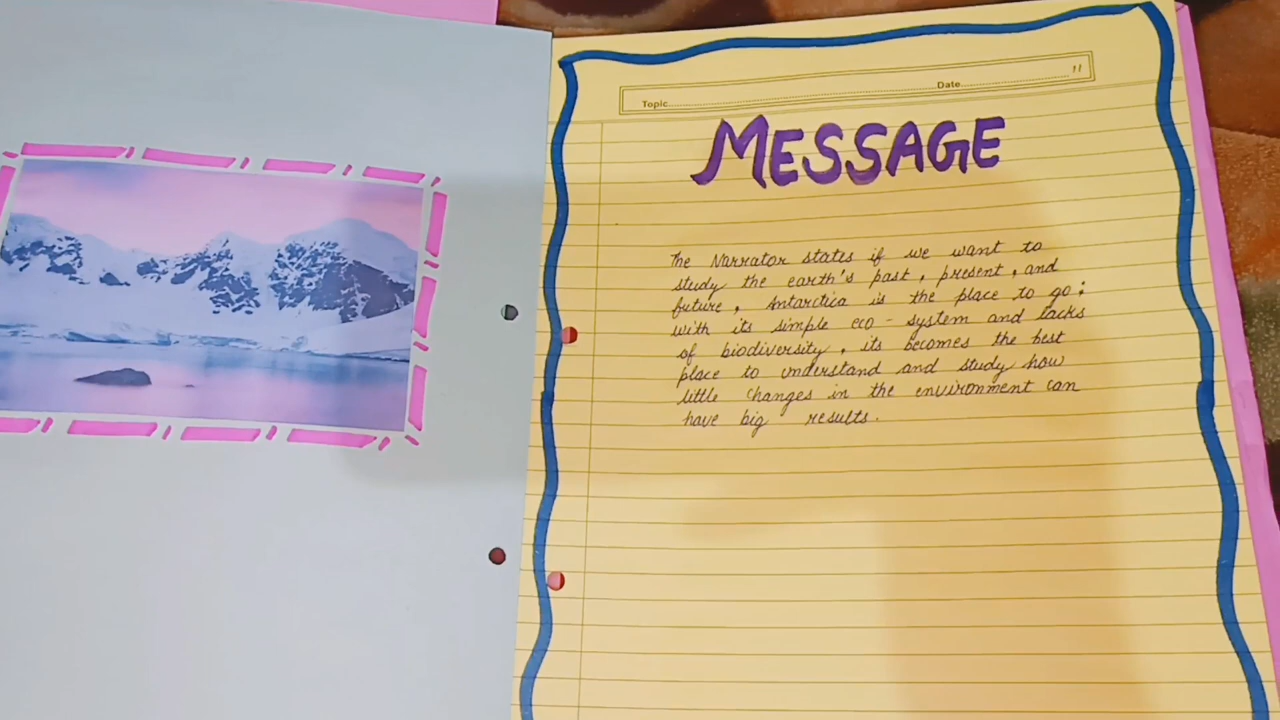 Topic Date
MESSAGE
The Narrator states if we want to
study the earth's past, present, and
future, Antarctica is the place to go;
with its simple eco-system and lacks
of biodiversity, its becomes the best
place to understand and study how
little changes in the environment can
have big results.